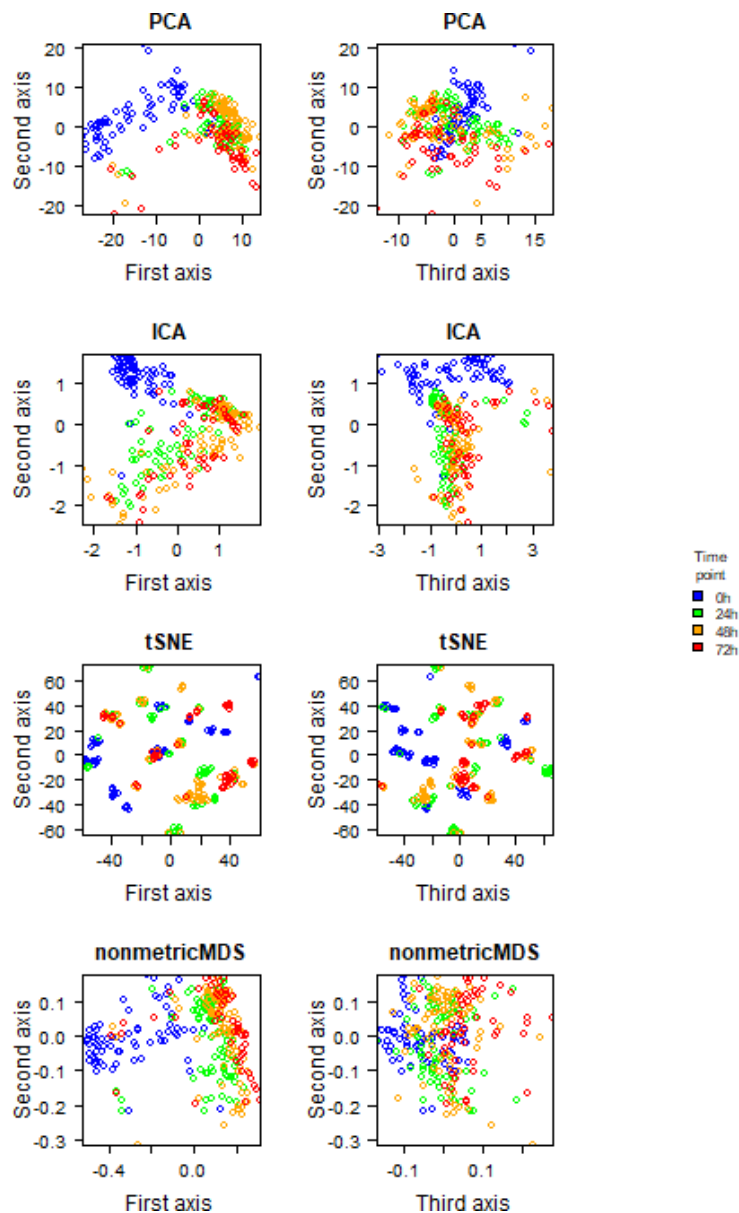 PCA
PCA
20
10
0
-10
-20
Second axis
-20
-10
0
10
First axis
20
10
0
-10
-20
Second axis
-10
0
5
15
Third axis
ICA
ICA
1
0
-1
-2
Second axis
-2
-1
0
1
First axis
1
0
-1
-2
Second axis
-3
-1
1
3
Third axis
Time
point
0h
24h
48h
72h
tSNE
tSNE
60
40
20
0
-20
-40
-60
Second axis
-40
0
40
First axis
60
40
20
0
-20
-40
-60
Second axis
-40
0
40
Third axis
nonmetricMDS
nonmetricMDS
0.1
0.0
-0.1
-0.2
-0.3
Second axis
-0.4
0.0
First axis
0.1
0.0
-0.1
-0.2
-0.3
Second axis
-0.1
0.1
Third axis